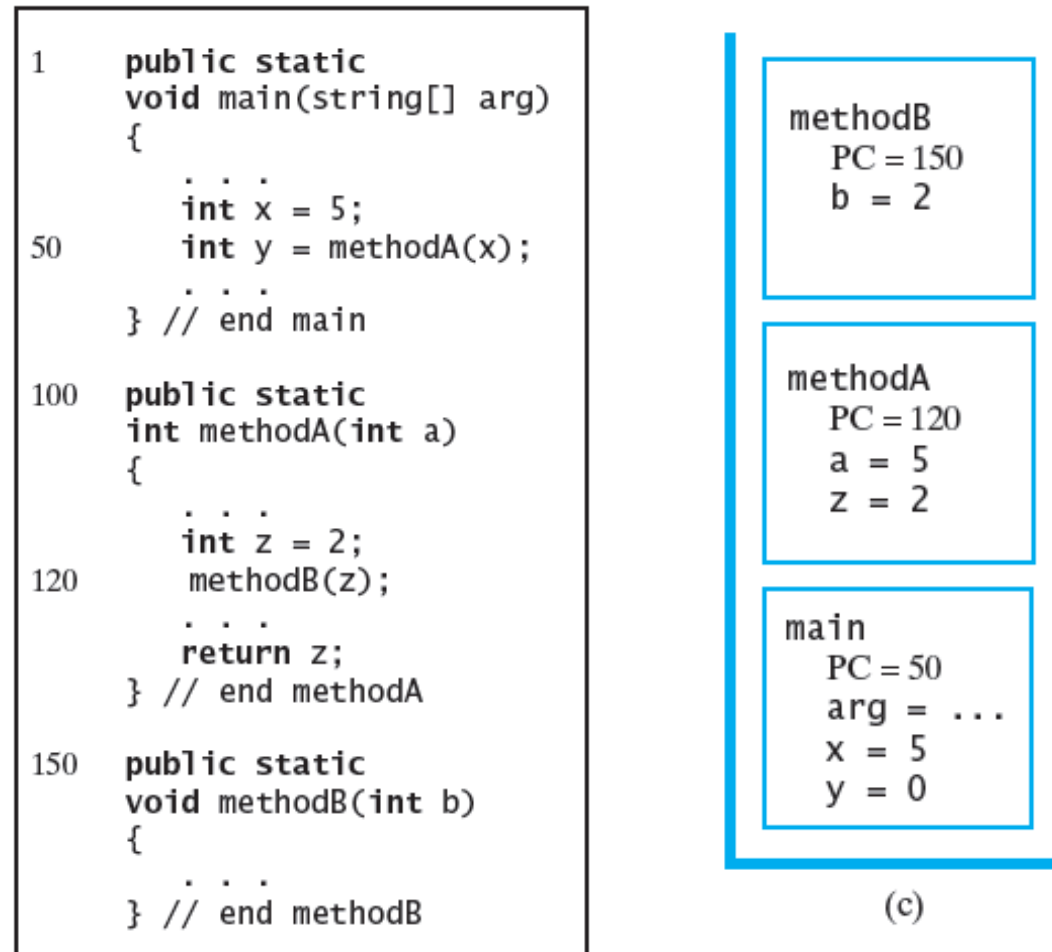 1 public static
void main(string[] arg)
{
. . .
int x = 5;
50 int y = methodA(x);
. . .
} // end main
100 public static
int methodA(int a)
{
. . .
int z = 2;
120 methodB(z);
. . .
return z;
} // end methodA
150 public static
void methodB(int b)
{
. . .
} // end methodB
methodB
PC = 150
b = 2
methodA
PC = 120
a = 5
z = 2
main
PC = 50
arg = ...
x = 5
y = 0
(c)